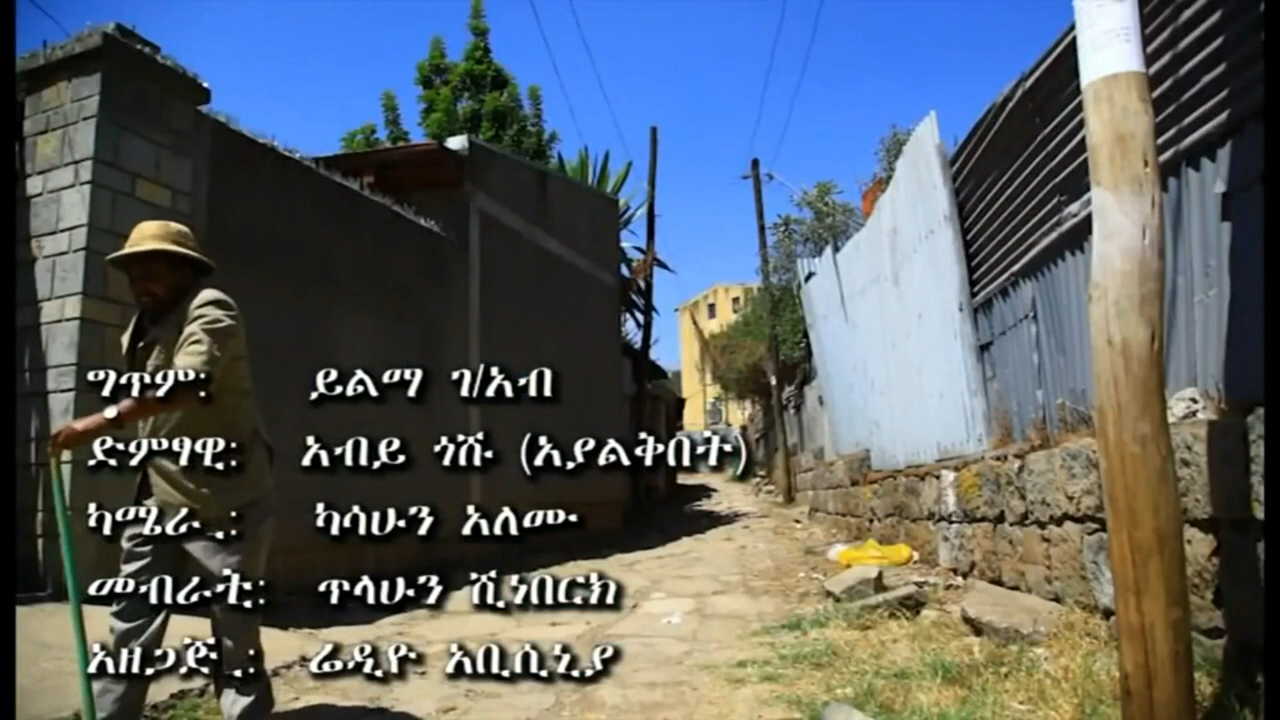 ግጥም: ይልማ ገ/አብ
ድምፃዊ: አብይ ጎሹ (አያልቅበት)
ካሜራ: ካሳሁን አለሙ
መብራት: ጥላሁን ሺነበርክ
አዘጋጅ: ሬዲዮ አቢሲኒያ